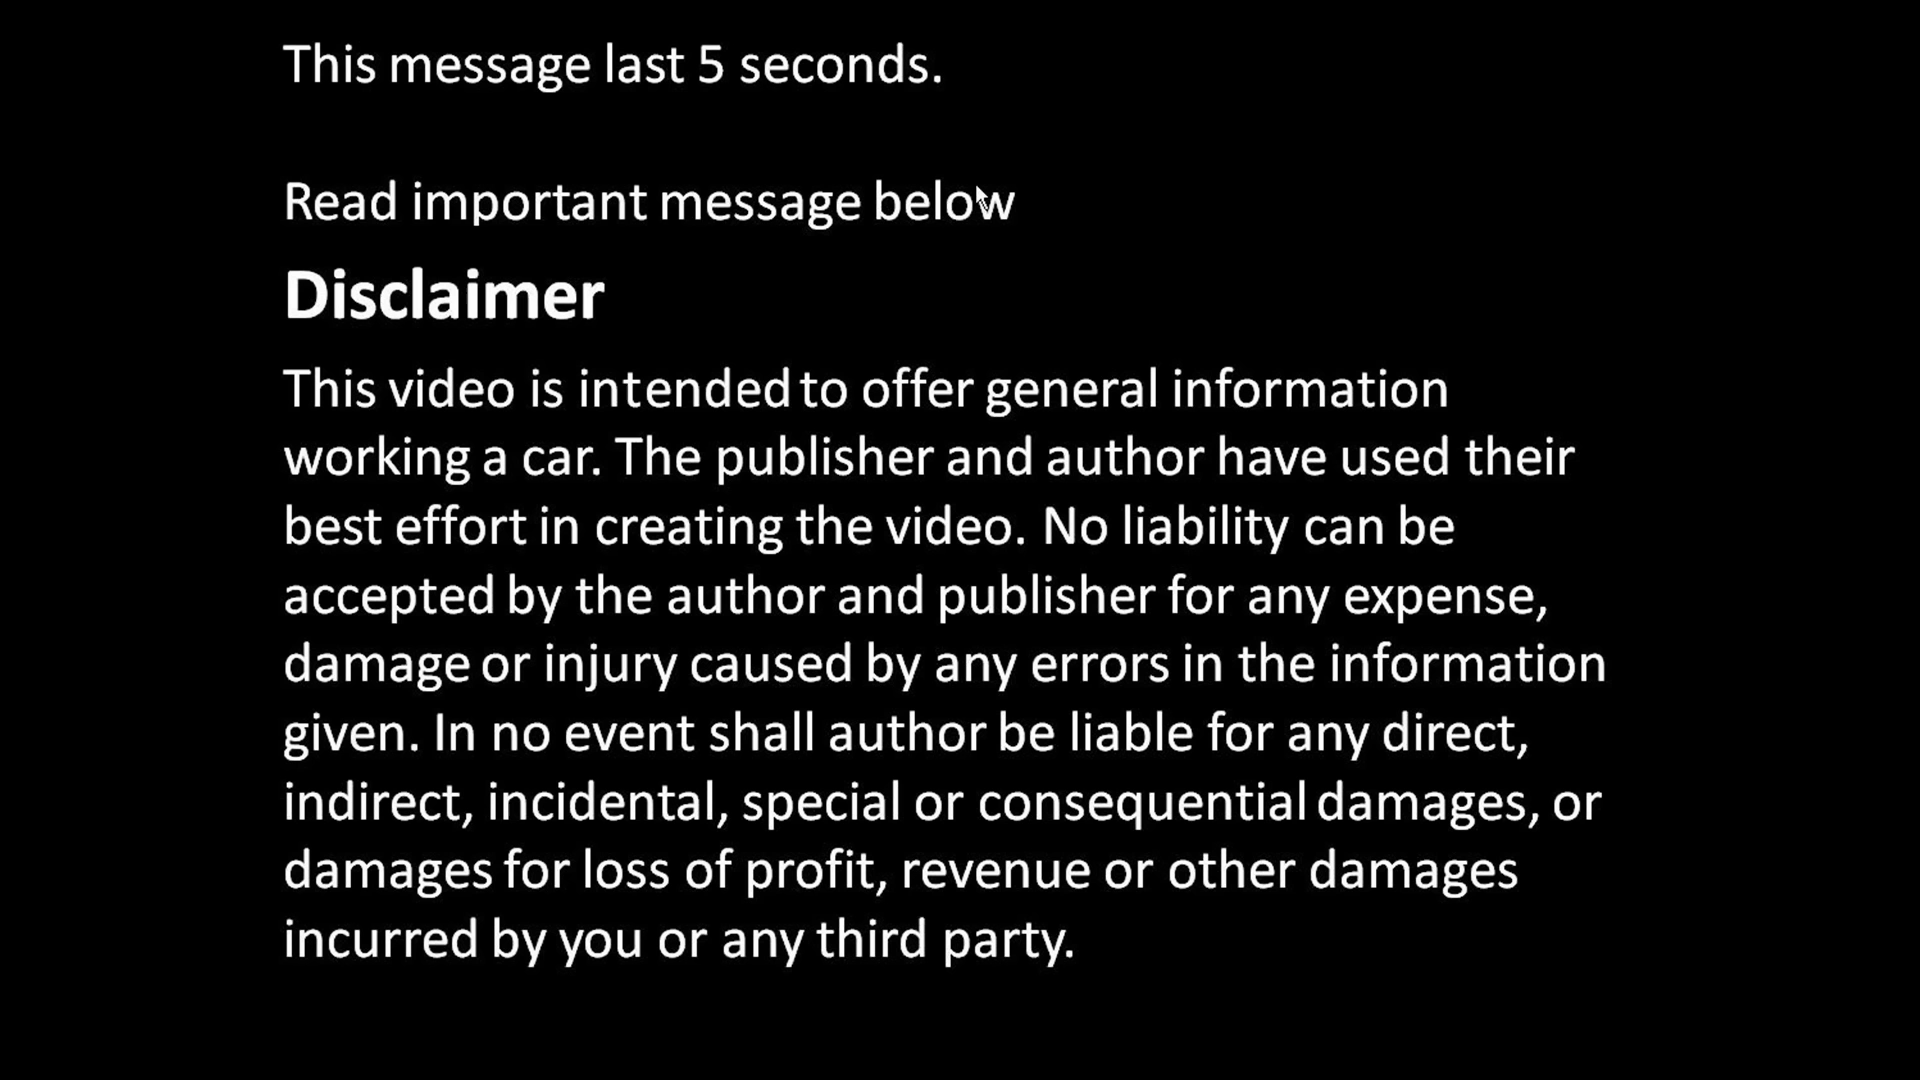 This message last 5 seconds.
Read important message below
Disclaimer
This video is intended to offer general information
working a car. The publisher and author have used their
best effort in creating the video. No liability can be
accepted by the author and publisher for any expense,
damage or injury caused by any errors in the information
given. In no event shall author be liable for any direct,
indirect, incidental, special or consequential damages, or
damages for loss of profit, revenue or other damages
incurred by you or any third party.